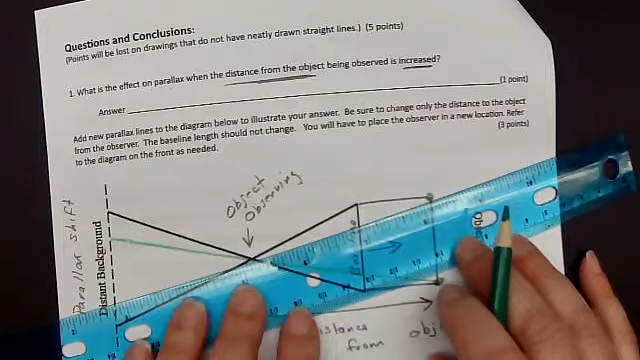 Questions and Conclusions:
(Points will be lost on drawings that do not have neatly drawn straight lines.) (5 points)
1. What is the effect on parallax when the distance from the object being observed is increased?
Answer (1 point)
Add new parallax lines to the diagram below to illustrate your answer. Be sure to change only the distance to the object
from the observer. The baseline length should not change. You will have to place the observer in a new location. Refer
to the diagram on the front as needed. (3 points)
Object
Observing
Parallax shift
Distant Background
from